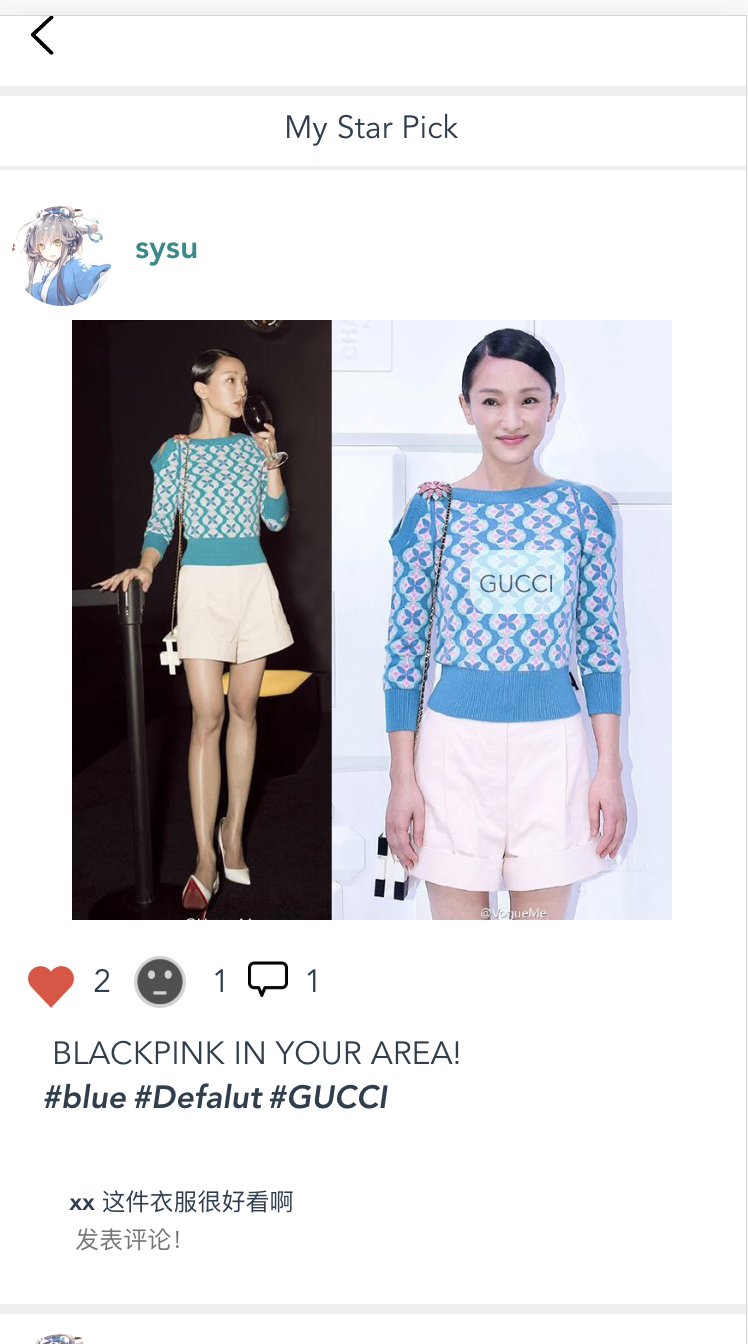 My Star Pick
sysu
GUCCI
@VogueMe
2
1
1
BLACKPINK IN YOUR AREA!
#blue #Defalut #GUCCI
xx 这件衣服很好看啊
发表评论！